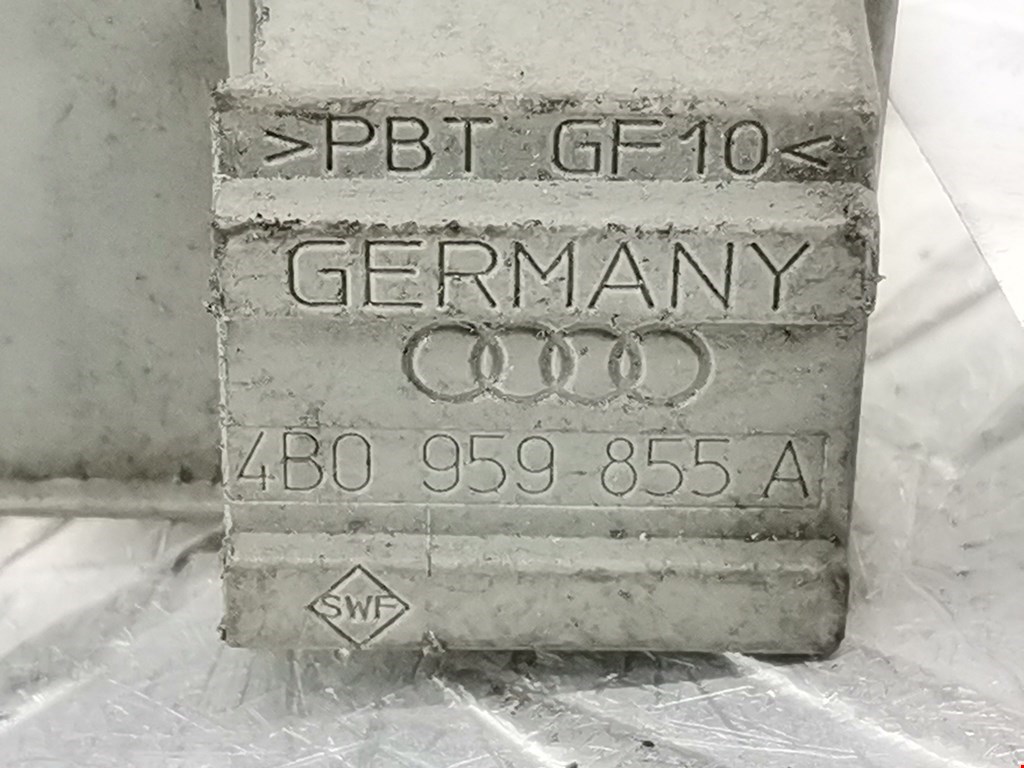 >PBT GF10<
GERMANY
4B0 959 855 A
SWF